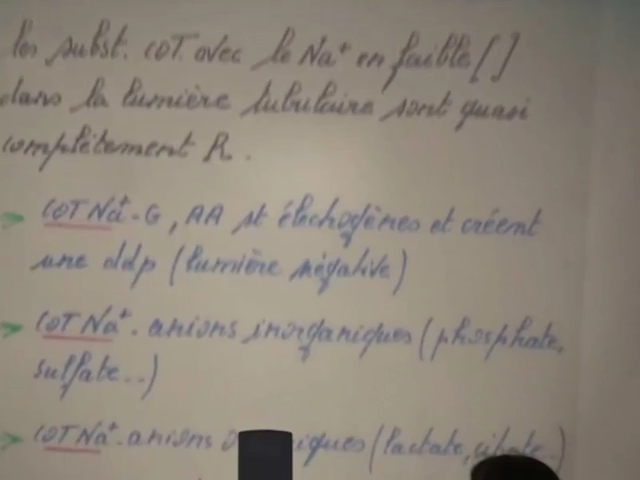 les subst. COT avec le Na⁺ en faible []
dans la lumière tubulaire sont quasi
complètement R.
COT Na⁺-G, AA st électrogènes et créent
une ddp (lumière négative)
COT Na⁺. anions inorganiques (phosphate,
sulfate..)
COT Na⁺. anions (lactate, citrate..)